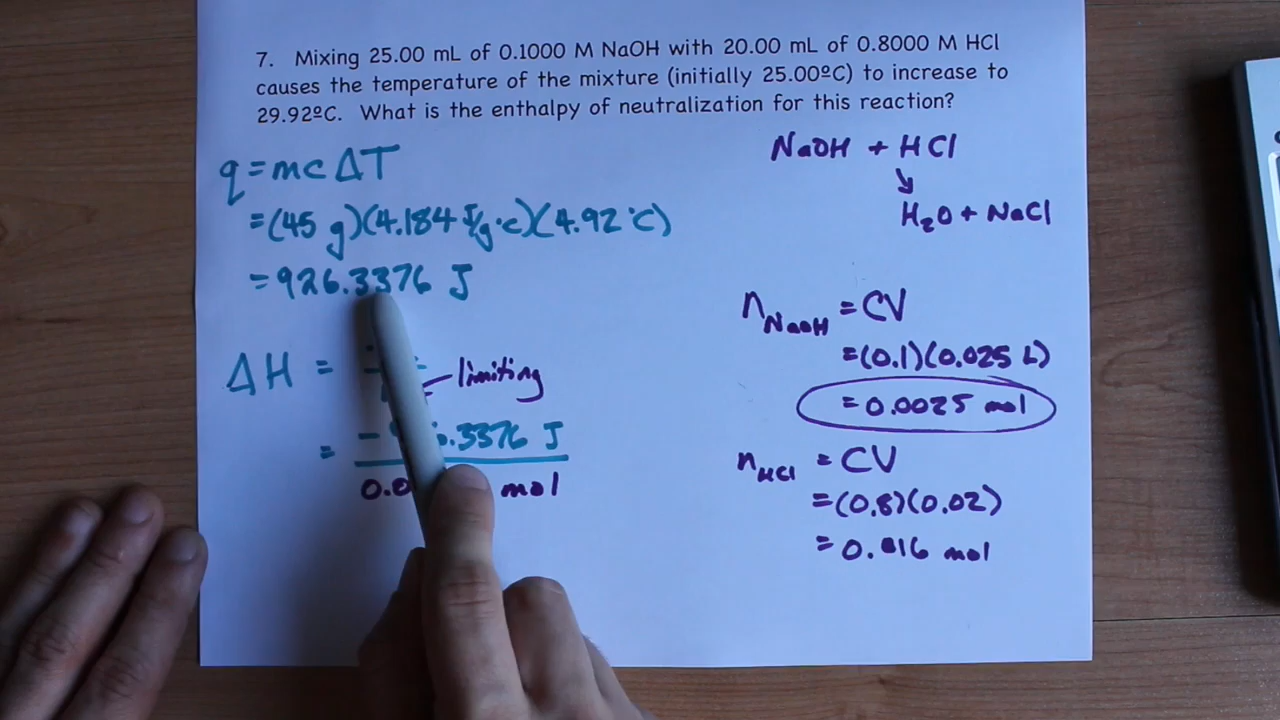 7. Mixing 25.00 mL of 0.1000 M NaOH with 20.00 mL of 0.8000 M HCl
causes the temperature of the mixture (initially 25.00ºC) to increase to
29.92ºC. What is the enthalpy of neutralization for this reaction?
q = mcΔT
= (45 g)(4.184 J/g·°C)(4.92 °C)
= 926.3376 J
ΔH =
← limiting
=
mol
NaOH + HCl
↘
H₂O + NaCl
n NaOH = CV
= (0.1)(0.025 L)
= 0.0025 mol
n HCl = CV
= (0.8)(0.02)
= 0.016 mol